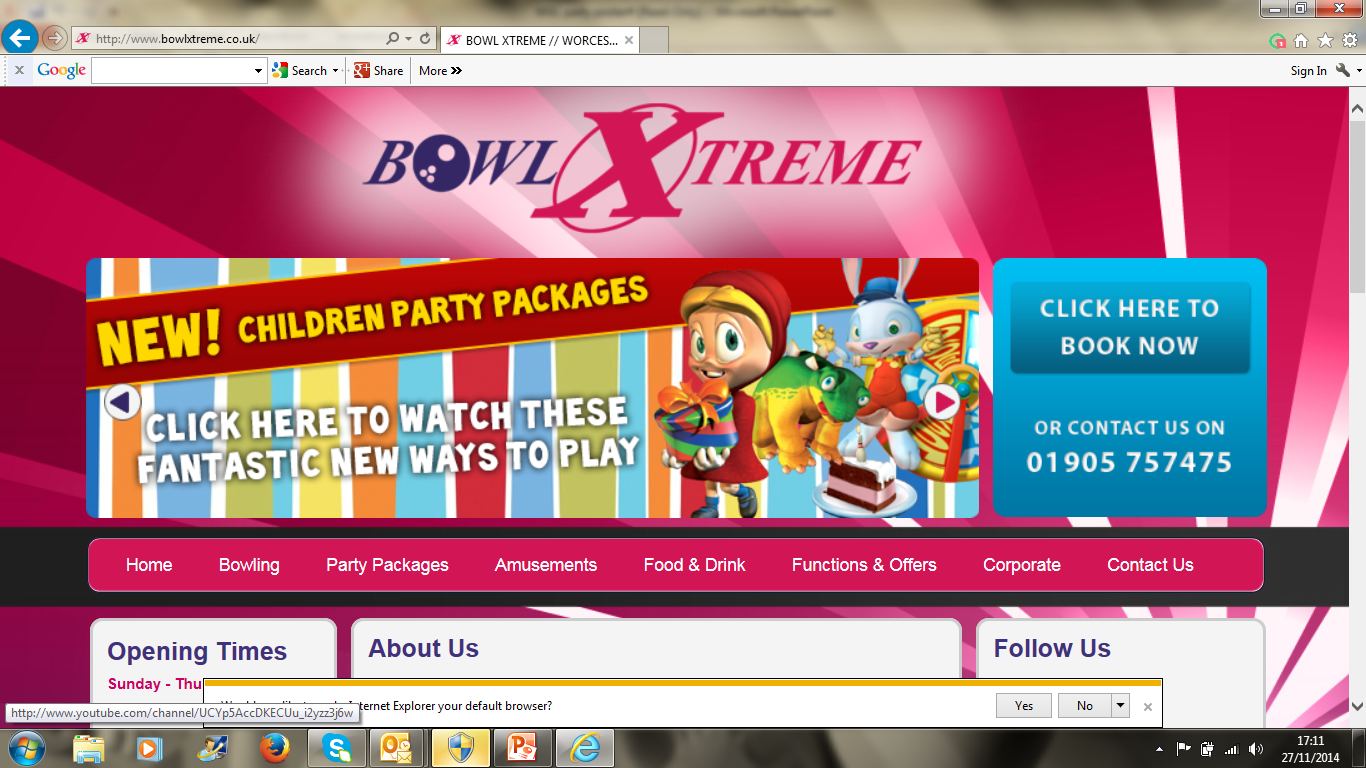 http://www.bowlxtreme.co.uk/
BOWL XTREME // WORCES...
Google
Search
Share
More »
Sign In
BOWL XTREME
NEW! CHILDREN PARTY PACKAGES
CLICK HERE TO WATCH THESE
FANTASTIC NEW WAYS TO PLAY
CLICK HERE TO
BOOK NOW
OR CONTACT US ON
01905 757475
Home Bowling Party Packages Amusements Food & Drink Functions & Offers Corporate Contact Us
Opening Times
Sunday - Thu
About Us
Follow Us
Internet Explorer your default browser?
Yes
No
http://www.youtube.com/channel/UCYp5AccDKECUu_i2yzz3j6w
17:11
27/11/2014